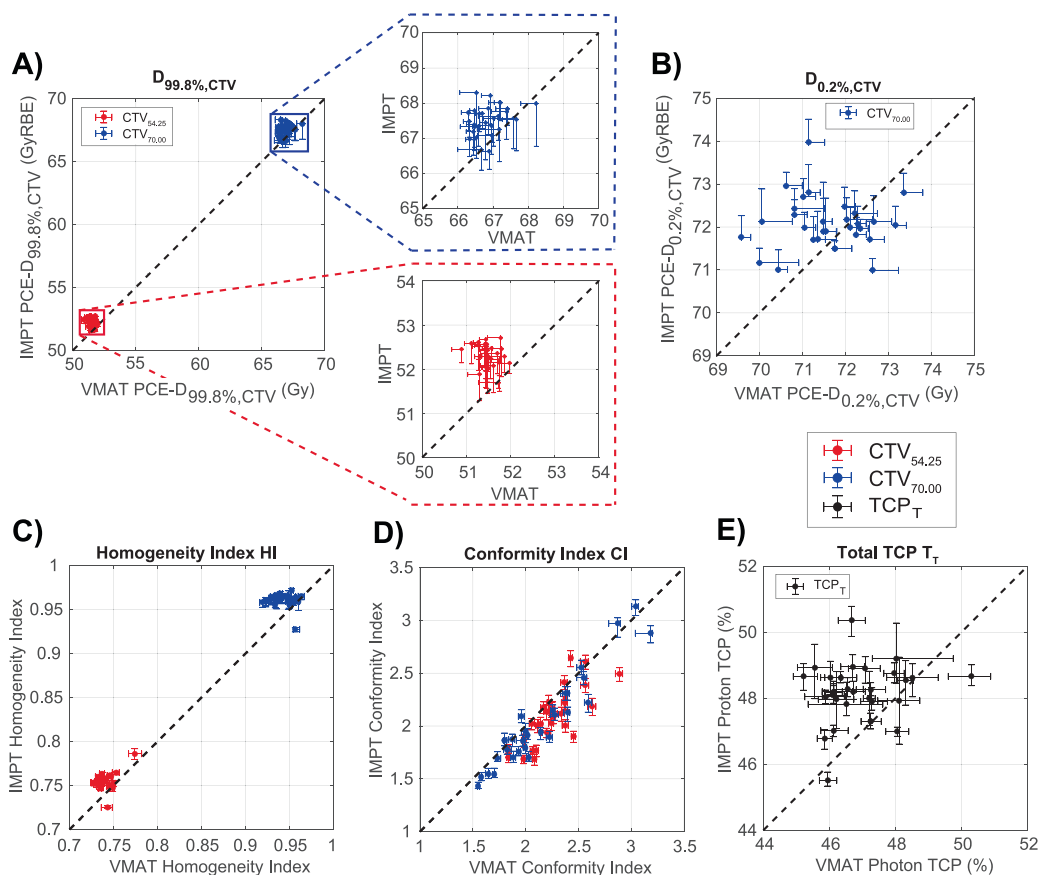 A)
D99.8%,CTV
CTV54.25
CTV70.00
IMPT PCE-D99.8%,CTV (GyRBE)
70
65
60
55
50
50 55 60 65 70
VMAT PCE-D99.8%,CTV (Gy)
IMPT
70
69
68
67
66
65
65 66 67 68 69 70
VMAT
IMPT
54
53
52
51
50
50 51 52 53 54
VMAT
B)
D0.2%,CTV
CTV70.00
IMPT PCE-D0.2%,CTV (GyRBE)
75
74
73
72
71
70
69
69 70 71 72 73 74 75
VMAT PCE-D0.2%,CTV (Gy)
CTV54.25
CTV70.00
TCPT
C)
Homogeneity Index HI
IMPT Homogeneity Index
1
0.95
0.9
0.85
0.8
0.75
0.7
0.7 0.75 0.8 0.85 0.9 0.95 1
VMAT Homogeneity Index
D)
Conformity Index CI
IMPT Conformity Index
3.5
3
2.5
2
1.5
1
1 1.5 2 2.5 3 3.5
VMAT Conformity Index
E)
Total TCP TT
TCPT
IMPT Photon TCP (%)
52
50
48
46
44
44 46 48 50 52
VMAT Photon TCP (%)